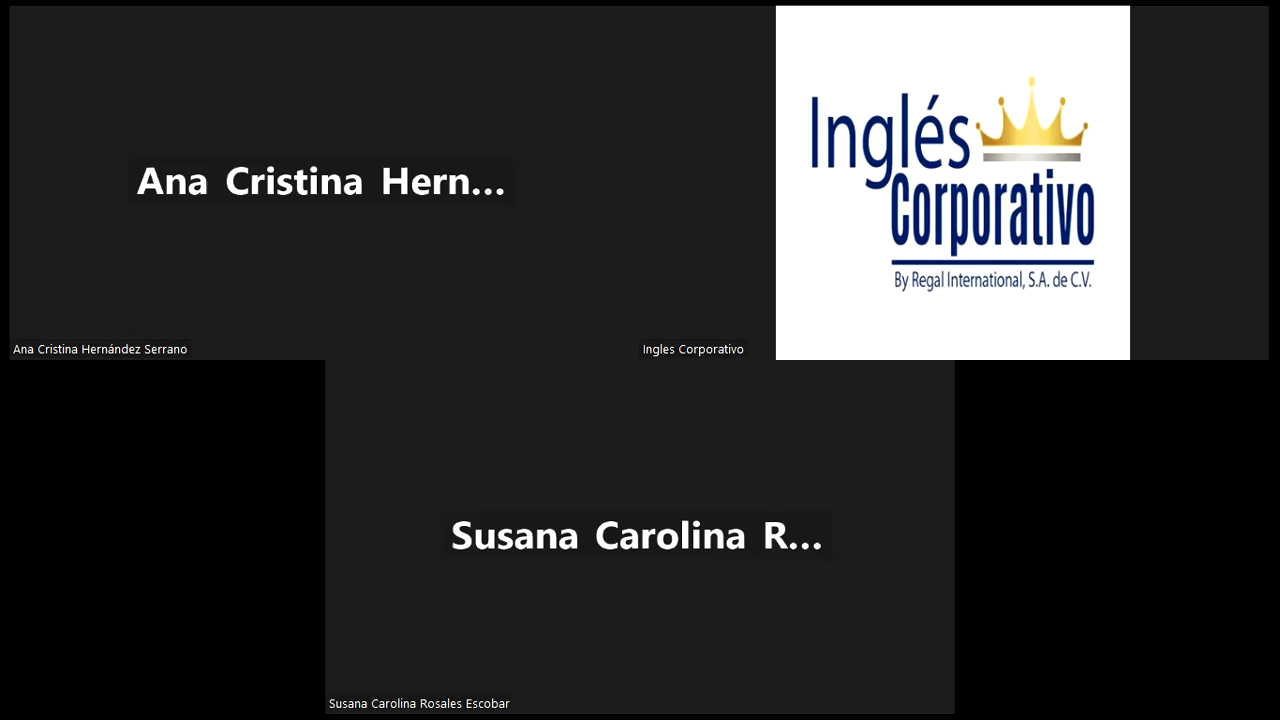 Ana Cristina Hern...
Ana Cristina Hernández Serrano
Inglés
Corporativo
By Regal International, S.A. de C.V.
Ingles Corporativo
Susana Carolina R...
Susana Carolina Rosales Escobar